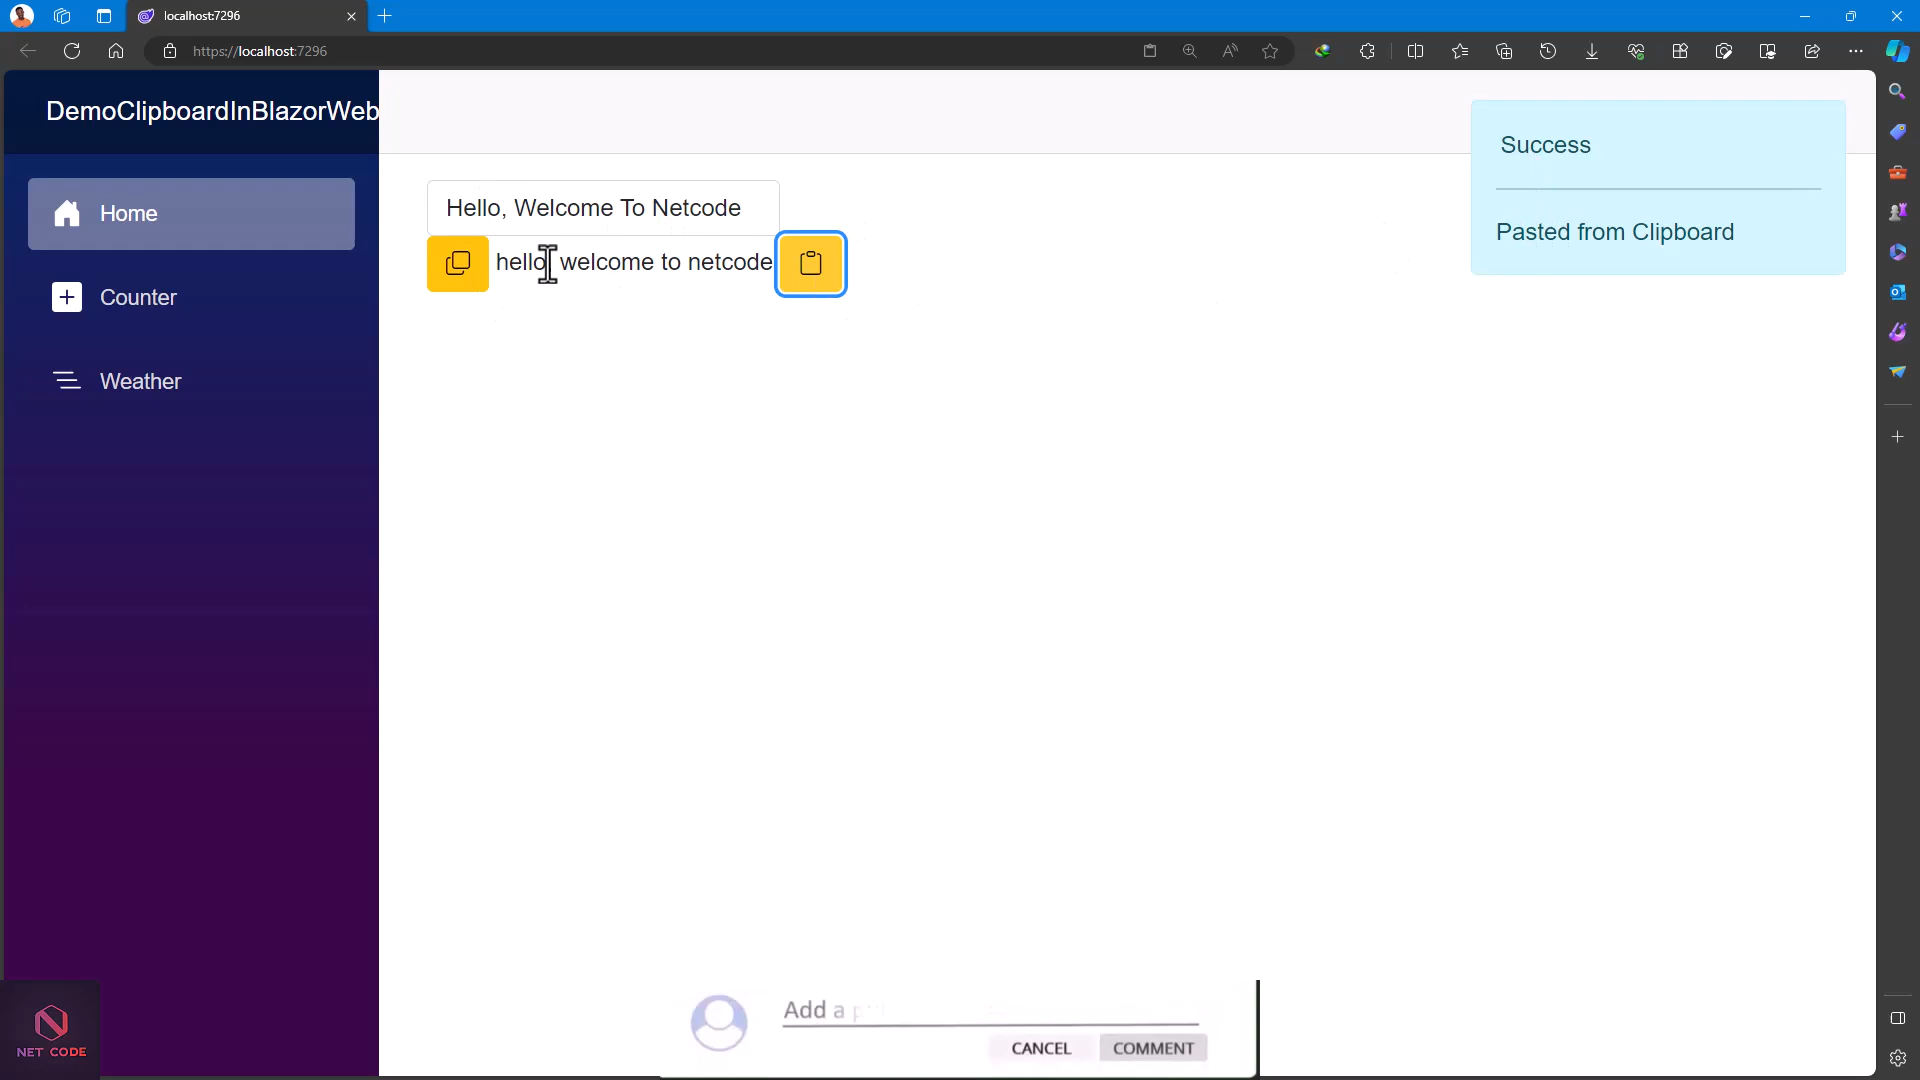 localhost:7296
https://localhost:7296
DemoClipboardInBlazorWeb
Home
Counter
Weather
Hello, Welcome To Netcode
hello, welcome to netcode
Success
Pasted from Clipboard
Add a
CANCEL
COMMENT
NET CODE